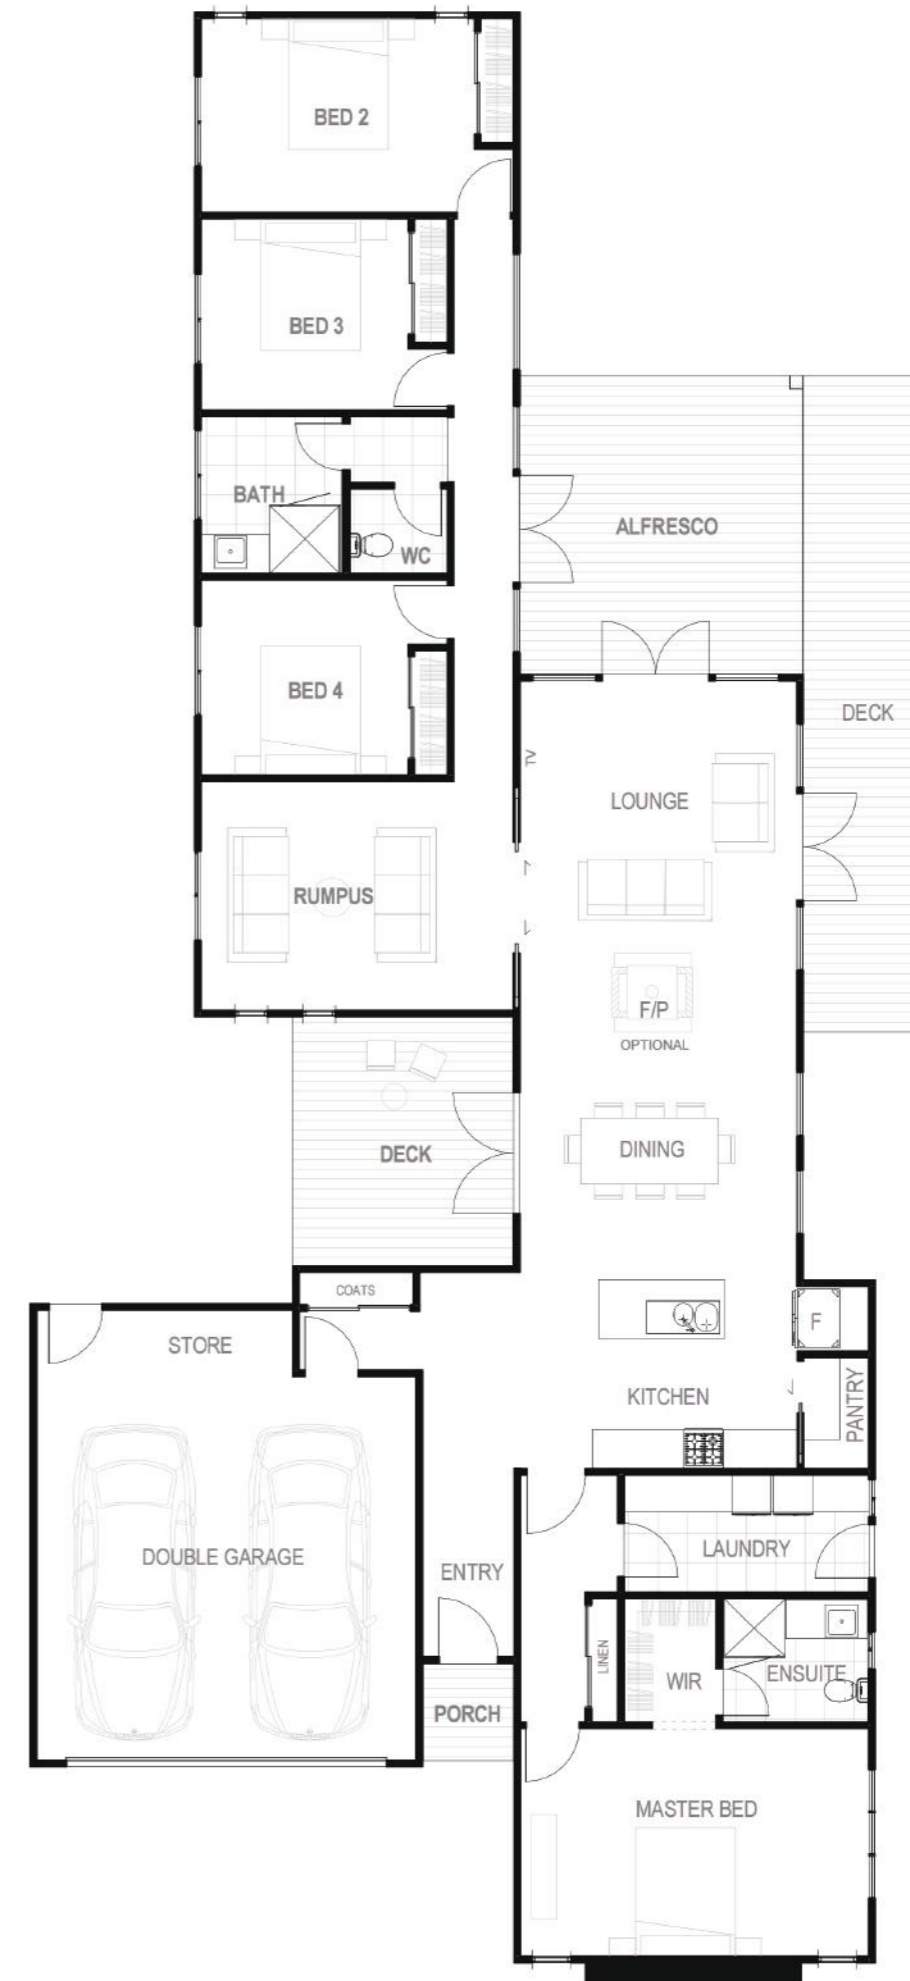 BED 2
BED 3
BATH
WC
ALFRESCO
BED 4
DECK
TV
LOUNGE
RUMPUS
F/P
OPTIONAL
DINING
DECK
COATS
STORE
F
KITCHEN
PANTRY
DOUBLE GARAGE
ENTRY
LAUNDRY
LINEN
WIR
ENSUITE
PORCH
MASTER BED